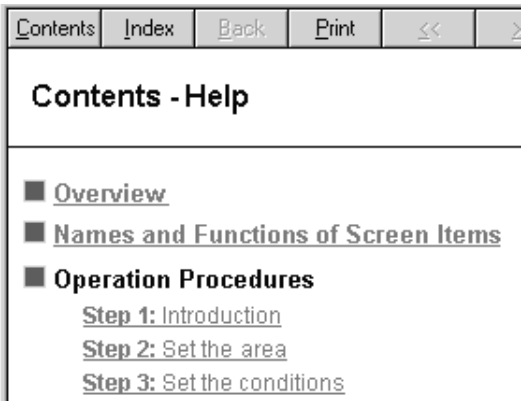 Contents Index Back Print <<
Contents - Help
Overview
Names and Functions of Screen Items
Operation Procedures
Step 1: Introduction
Step 2: Set the area
Step 3: Set the conditions